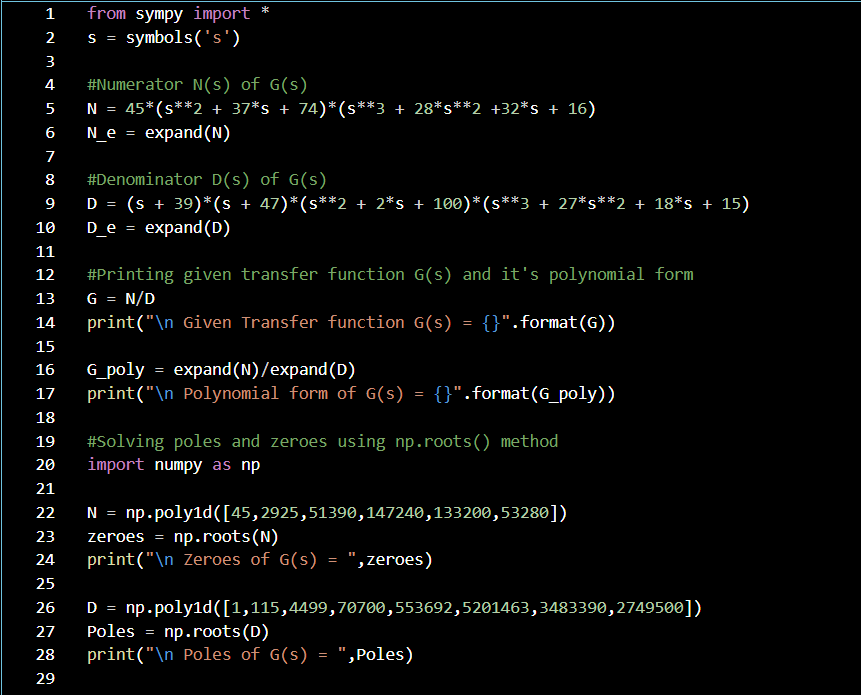 1 from sympy import *
2 s = symbols('s')
3
4 #Numerator N(s) of G(s)
5 N = 45*(s**2 + 37*s + 74)*(s**3 + 28*s**2 +32*s + 16)
6 N_e = expand(N)
7
8 #Denominator D(s) of G(s)
9 D = (s + 39)*(s + 47)*(s**2 + 2*s + 100)*(s**3 + 27*s**2 + 18*s + 15)
10 D_e = expand(D)
11
12 #Printing given transfer function G(s) and it's polynomial form
13 G = N/D
14 print("\n Given Transfer function G(s) = {}".format(G))
15
16 G_poly = expand(N)/expand(D)
17 print("\n Polynomial form of G(s) = {}".format(G_poly))
18
19 #Solving poles and zeroes using np.roots() method
20 import numpy as np
21
22 N = np.poly1d([45,2925,51390,147240,133200,53280])
23 zeroes = np.roots(N)
24 print("\n Zeroes of G(s) = ",zeroes)
25
26 D = np.poly1d([1,115,4499,70700,553692,5201463,3483390,2749500])
27 Poles = np.roots(D)
28 print("\n Poles of G(s) = ",Poles)
29